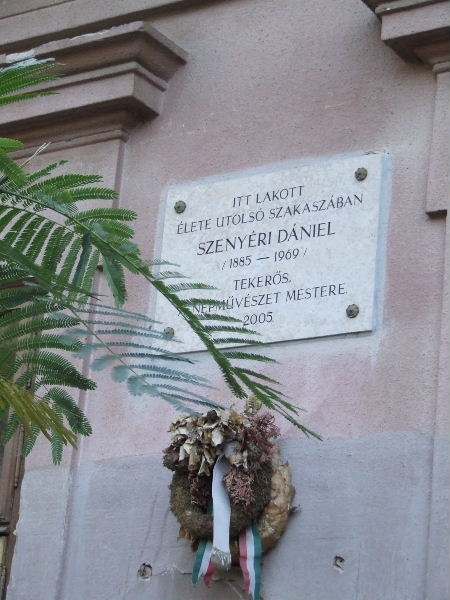 ITT LAKOTT
ÉLETE UTOLSÓ SZAKASZÁBAN
SZENYÉRI DÁNIEL
/ 1885 — 1969 /
TEKERŐS,
NÉPMŰVÉSZET MESTERE.
2005.